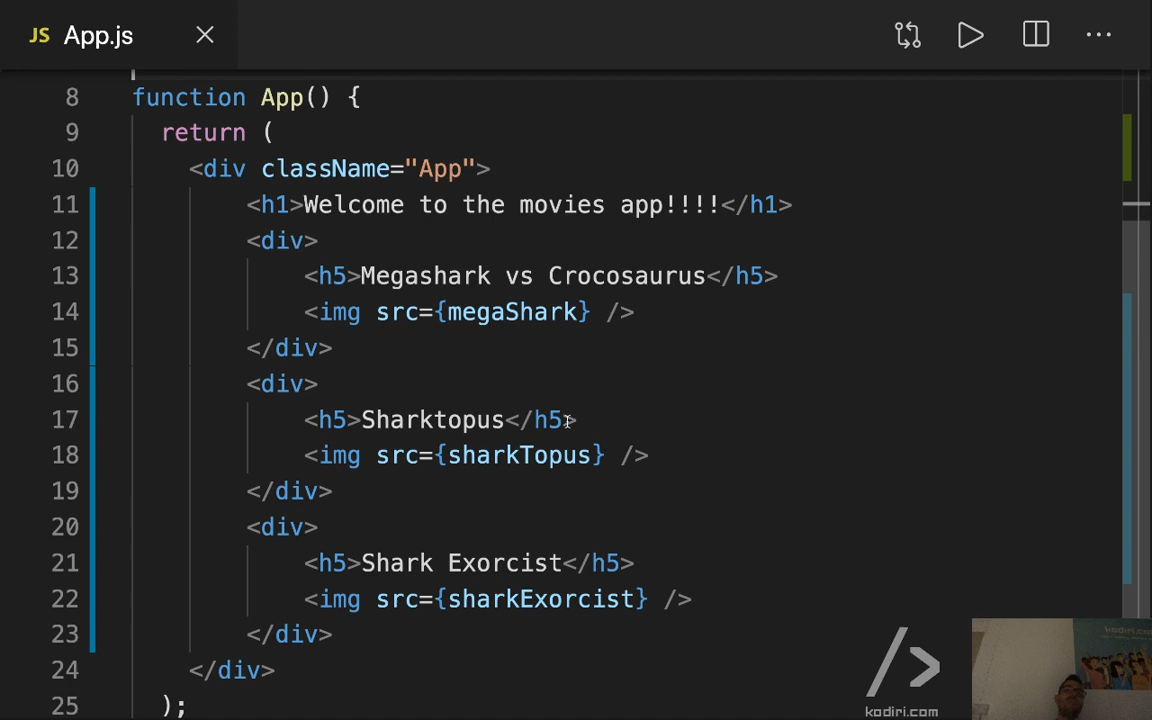 JS App.js
8 function App() {
9 return (
10 <div className="App">
11 <h1>Welcome to the movies app!!!!</h1>
12 <div>
13 <h5>Megashark vs Crocosaurus</h5>
14 <img src={megaShark} />
15 </div>
16 <div>
17 <h5>Sharktopus</h5>
18 <img src={sharkTopus} />
19 </div>
20 <div>
21 <h5>Shark Exorcist</h5>
22 <img src={sharkExorcist} />
23 </div>
24 </div>
25 );
kodiri.com
/>
kodiri.com